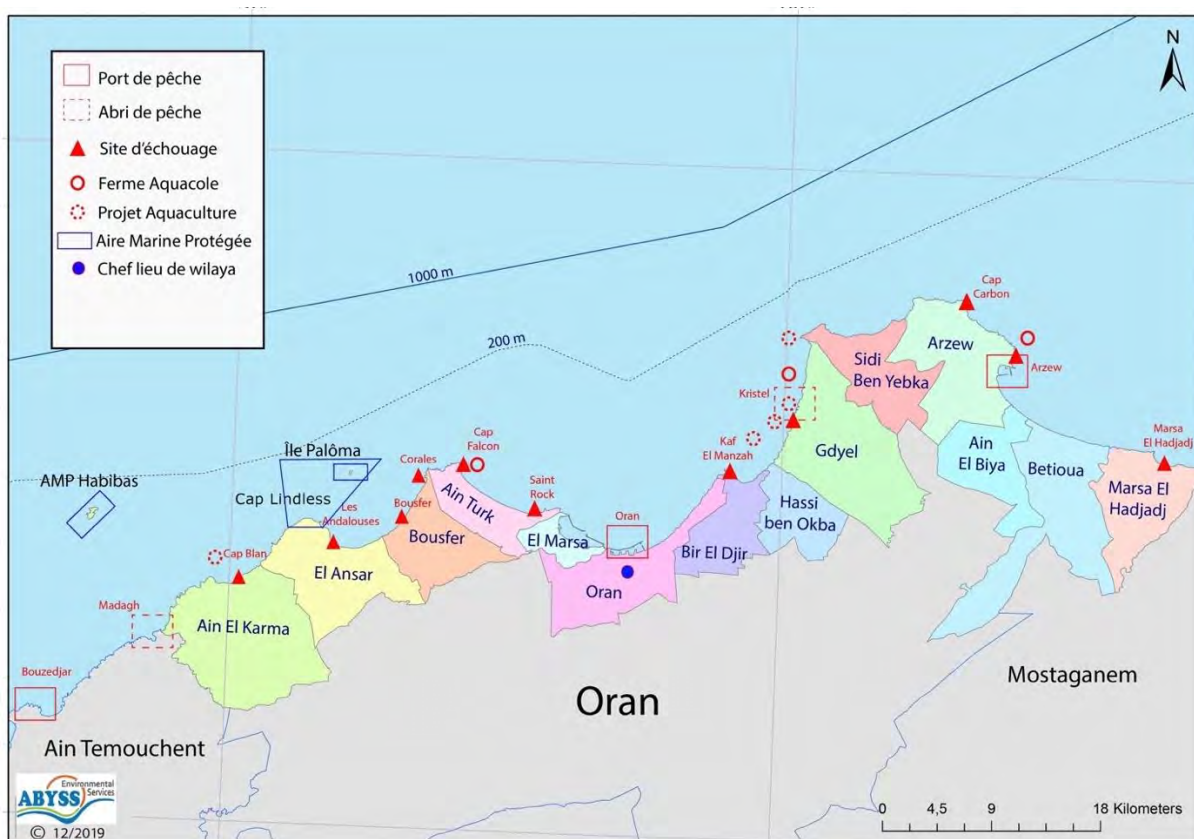 N
Port de pêche
Abri de pêche
Site d'échouage
Ferme Aquacole
Projet Aquaculture
Aire Marine Protégée
Chef lieu de wilaya
1000 m
200 m
Cap
Carbon
Arzew
Sidi
Ben Yebka
Arzew
Kristel
Île Palôma
Cap
Falcon
Kaf
El Manzah
Gdyel
Marsa
El Hadjadj
Corales
AMP Habibas
Cap Lindless
Ain Turk
Saint
Rock
Ain
El Biya
Betioua
Marsa El
Hadjadj
Les
Andalouses
Bousfer
Bousfer
El Marsa
Oran
Hassi
ben Okba
Bir El Djir
Cap Blan
El Ansar
Oran
Madagh
Ain El Karma
Bouzedjar
Oran
Mostaganem
Ain Temouchent
Environmental
Services
ABYSS
© 12/2019
0 4,5 9 18 Kilometers